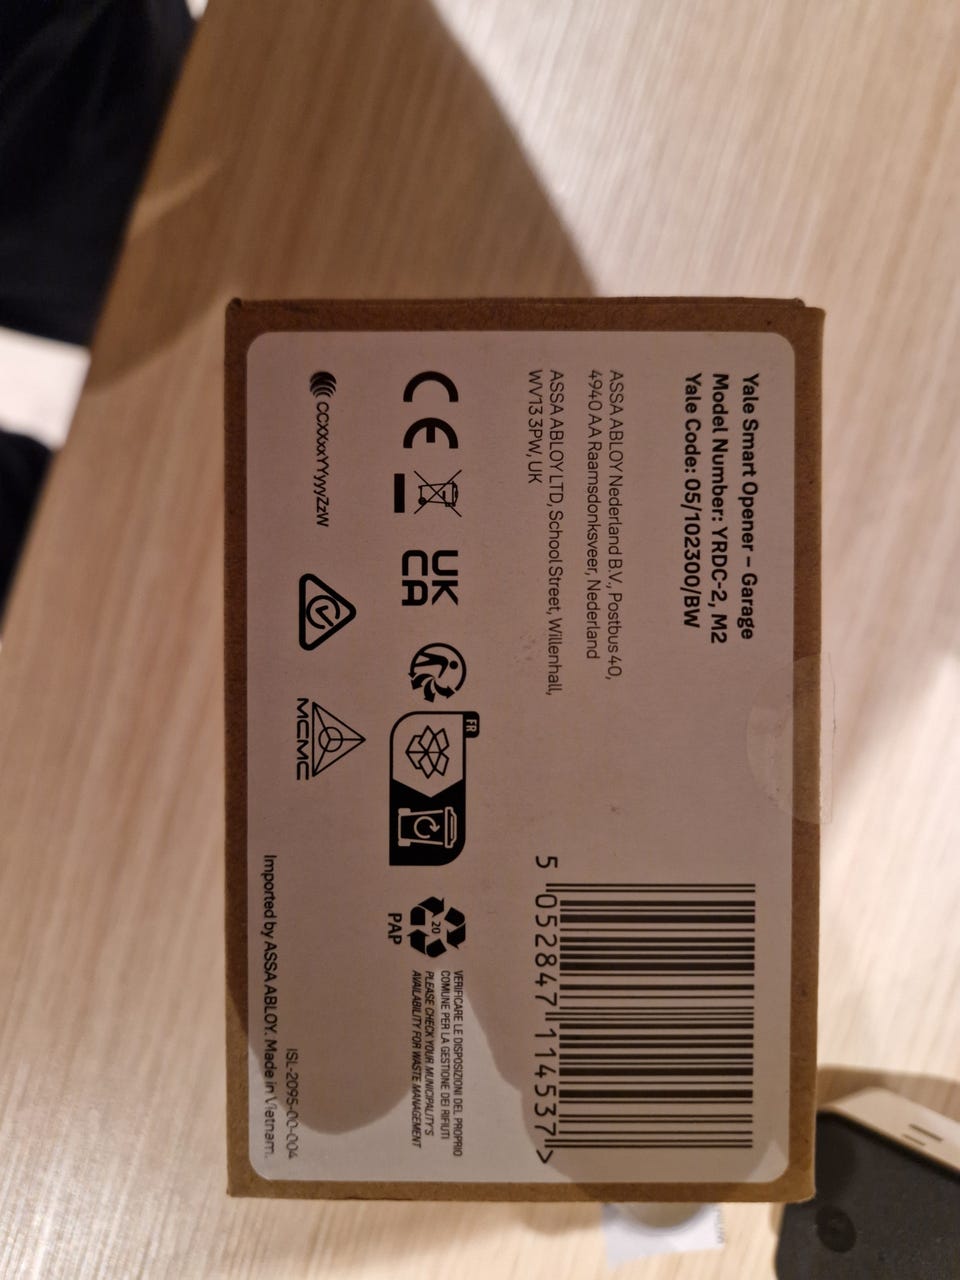 Yale Smart Opener – Garage
Model Number: YRDC-2, M2
Yale Code: 05/102300/BW
ASSA ABLOY Nederland B.V., Postbus 40,
4940 AA Raamsdonksveer, Nederland
ASSA ABLOY LTD, School Street, Willenhall,
WV13 3PW, UK
5 052847 114537 >
CE
UK
CA
FR
20
PAP
VERIFICARE LE DISPOSIZIONI DEL PROPRIO
COMUNE PER LA GESTIONE DEI RIFIUTI
PLEASE CHECK YOUR MUNICIPALITY'S
AVAILABILITY FOR WASTE MANAGEMENT
CCXXxxYYyyZzW
MCMC
ISL-2095-00-004
Imported by ASSA ABLOY. Made in Vietnam.